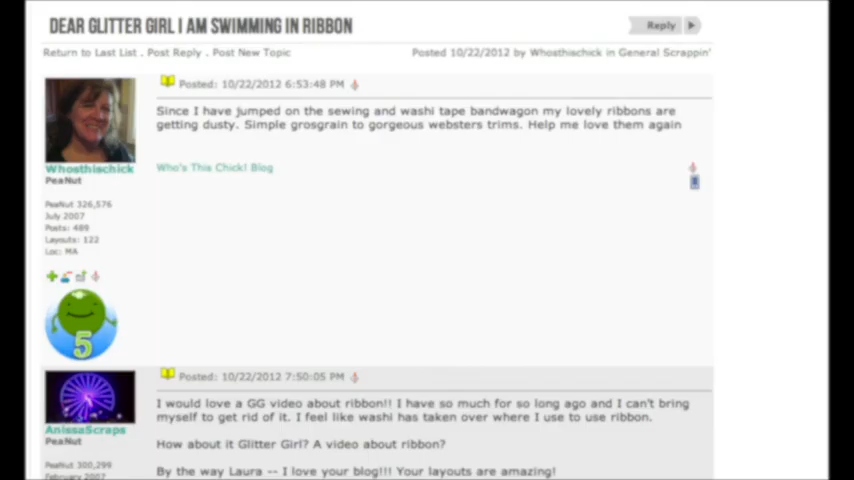 DEAR GLITTER GIRL I AM SWIMMING IN RIBBON
Reply
Return to Last List . Post Reply . Post New Topic
Posted 10/22/2012 by Whosthischick in General Scrappin'
Posted: 10/22/2012 6:53:48 PM
Since I have jumped on the sewing and washi tape bandwagon my lovely ribbons are
getting dusty. Simple grosgrain to gorgeous websters trims. Help me love them again
Who's This Chick! Blog
Whosthischick
PeaNut
PeaNut 326,576
July 2007
Posts: 489
Layouts: 122
Loc: MA
5
Posted: 10/22/2012 7:50:05 PM
I would love a GG video about ribbon!! I have so much for so long ago and I can't bring
myself to get rid of it. I feel like washi has taken over where I use to use ribbon.
How about it Glitter Girl? A video about ribbon?
By the way Laura -- I love your blog!!! Your layouts are amazing!
AnissaScraps
PeaNut
PeaNut 300,299
February 2007